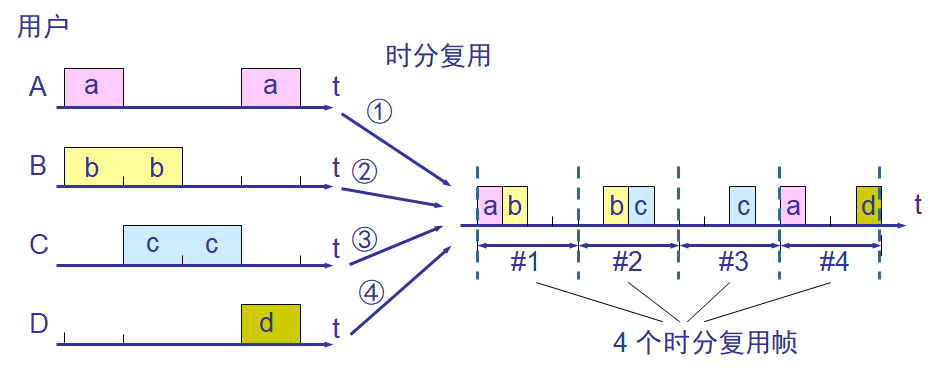 用户
时分复用
A a a t
①
B b b t
②
a b b c c a d t
C c c t
③
#1 #2 #3 #4
④
D d t
4 个时分复用帧